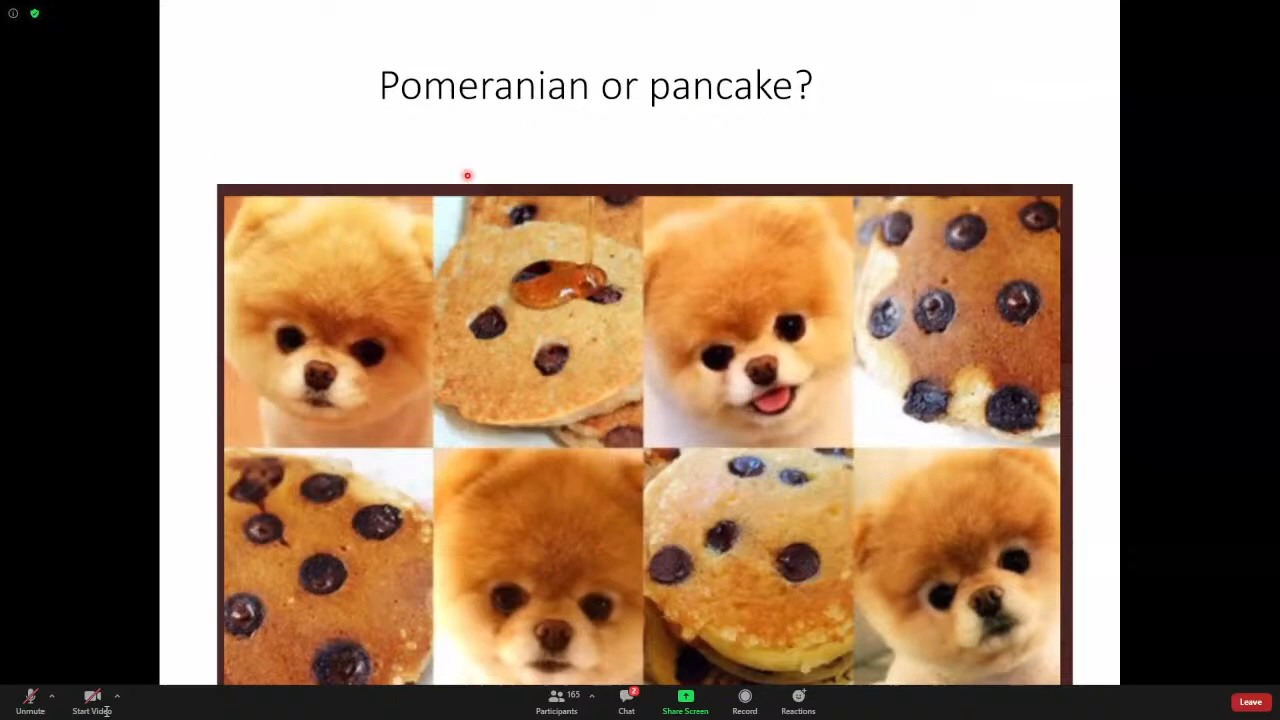 Pomeranian or pancake?
Unmute
Start Video
165
Participants
2
Chat
Share Screen
Record
Reactions
Leave